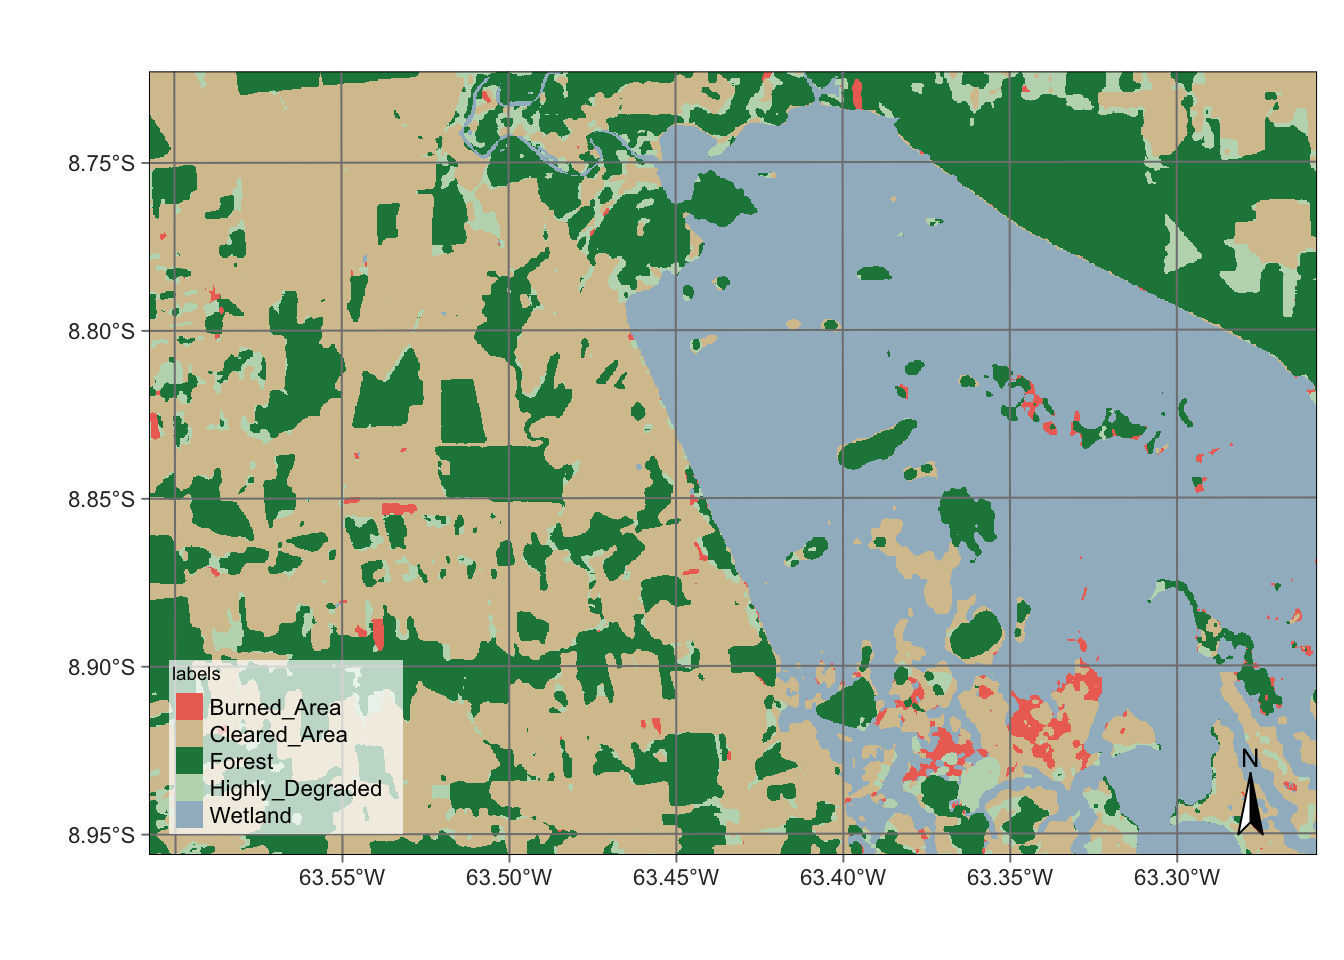 8.75°S
8.80°S
8.85°S
8.90°S
8.95°S
labels
Burned_Area
Cleared_Area
Forest
Highly_Degraded
Wetland
N
63.55°W 63.50°W 63.45°W 63.40°W 63.35°W 63.30°W